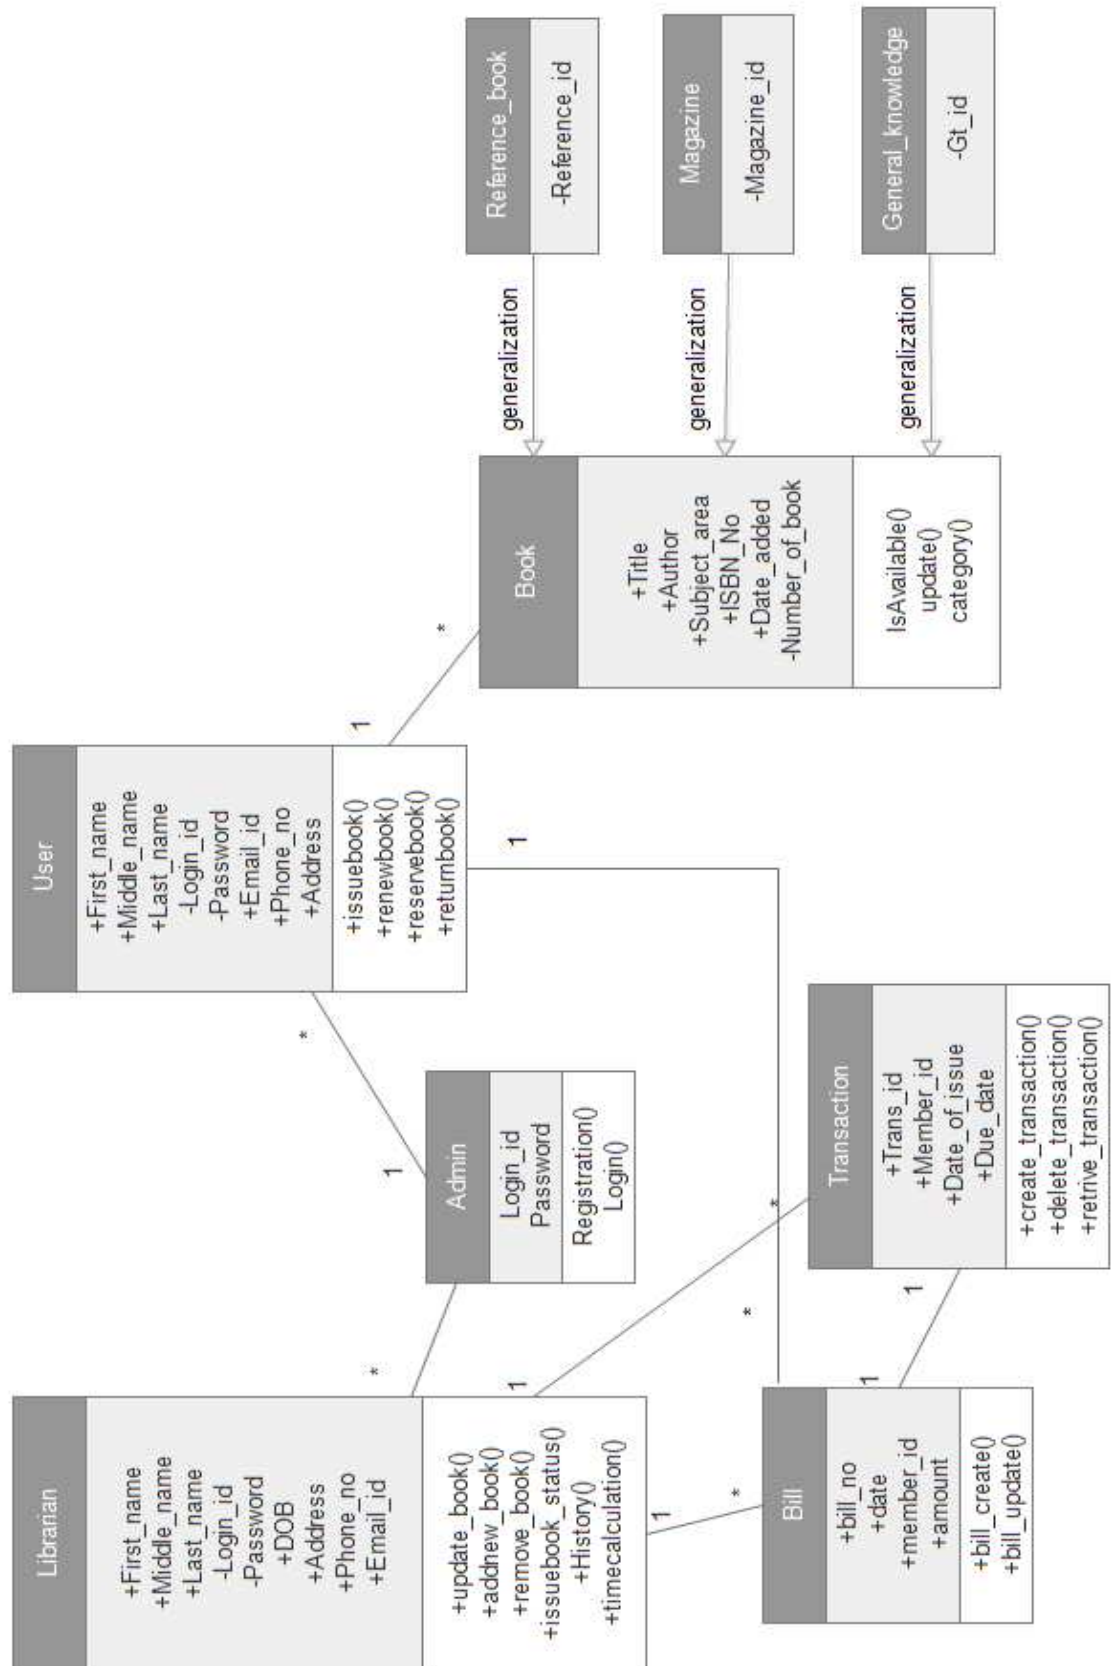 Librarian
+First_name
+Middle_name
+Last_name
-Login_id
-Password
+DOB
+Address
+Phone_no
+Email_id
+update_book()
+addnew_book()
+remove_book()
+issuebook_status()
+History()
+timecalculation()
*
1
1
*
Admin
Login_id
Password
Registration()
Login()
1
*
User
+First_name
+Middle_name
+Last_name
-Login_id
-Password
+Email_id
+Phone_no
+Address
+issuebook()
+renewbook()
+reservebook()
+returnbook()
1
*
1
*
*
Bill
+bill_no
+date
+member_id
+amount
+bill_create()
+bill_update()
1
1
Transaction
+Trans_id
+Member_id
+Date_of_issue
+Due_date
+create_transaction()
+delete_transaction()
+retrive_transaction()
Book
+Title
+Author
+Subject_area
+ISBN_No
+Date_added
-Number_of_book
IsAvailable()
update()
category()
generalization
generalization
generalization
Reference_book
-Reference_id
Magazine
-Magazine_id
General_knowledge
-Gt_id